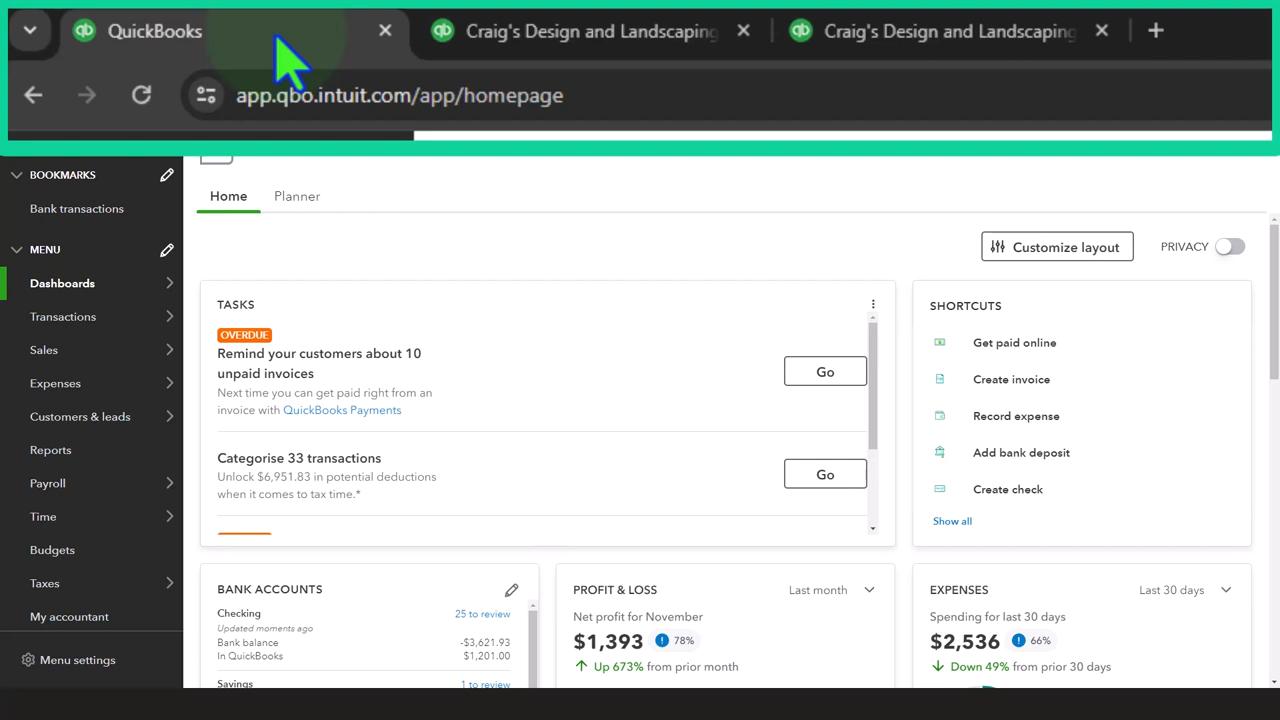 qb QuickBooks
qb Craig's Design and Landscaping
qb Craig's Design and Landscaping
app.qbo.intuit.com/app/homepage
BOOKMARKS
Bank transactions
MENU
Dashboards
Transactions
Sales
Expenses
Customers & leads
Reports
Payroll
Time
Budgets
Taxes
My accountant
Menu settings
Home
Planner
Customize layout
PRIVACY
TASKS
OVERDUE
Remind your customers about 10
unpaid invoices
Next time you can get paid right from an
invoice with QuickBooks Payments
Go
Categorise 33 transactions
Unlock $6,951.83 in potential deductions
when it comes to tax time.*
Go
SHORTCUTS
Get paid online
Create invoice
Record expense
Add bank deposit
Create check
Show all
BANK ACCOUNTS
Checking
25 to review
Updated moments ago
Bank balance
-$3,621.93
In QuickBooks
$1,201.00
Savings
1 to review
PROFIT & LOSS
Last month
Net profit for November
$1,393
78%
Up 673% from prior month
EXPENSES
Last 30 days
Spending for last 30 days
$2,536
66%
Down 49% from prior 30 days